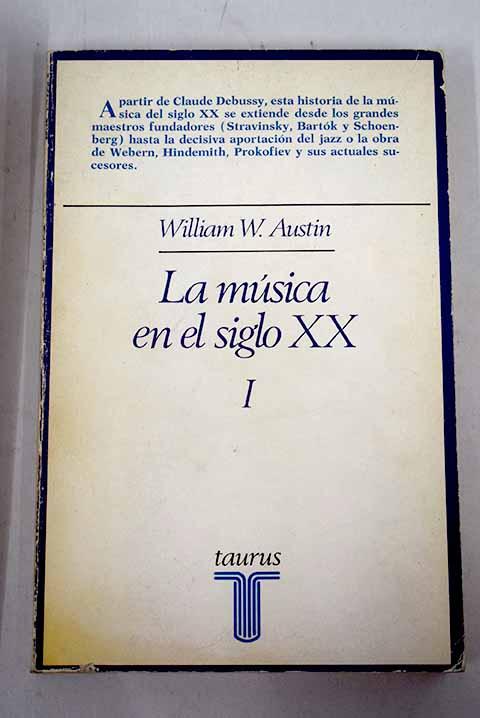 A partir de Claude Debussy, esta historia de la mú-
sica del siglo XX se extiende desde los grandes
maestros fundadores (Stravinsky, Bartók y Schoen-
berg) hasta la decisiva aportación del jazz o la obra
de Webern, Hindemith, Prokofiev y sus actuales su-
cesores.
William W. Austin
La música
en el siglo XX
I
taurus